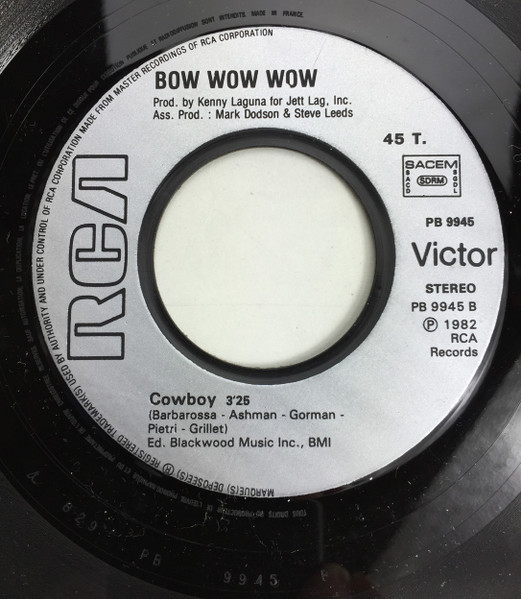 MADE IN FRANCE
MARQUE(S) DEPOSEE(S) Ⓡ REGISTERED TRADEMARK(S) USED BY AUTHORITY AND UNDER CONTROL OF RCA CORPORATION MADE FROM MASTER RECORDINGS OF RCA CORPORATION
BOW WOW WOW
Prod. by Kenny Laguna for Jett Lag, Inc.
Ass. Prod. : Mark Dodson & Steve Leeds
45 T.
SACEM
SACD
SDRM
SGDL
RCA
PB 9945
Victor
STEREO
PB 9945 B
Ⓟ 1982
RCA
Records
Cowboy 3'25
(Barbarossa - Ashman - Gorman -
Pietri - Grillet)
Ed. Blackwood Music Inc., BMI
PB 9945